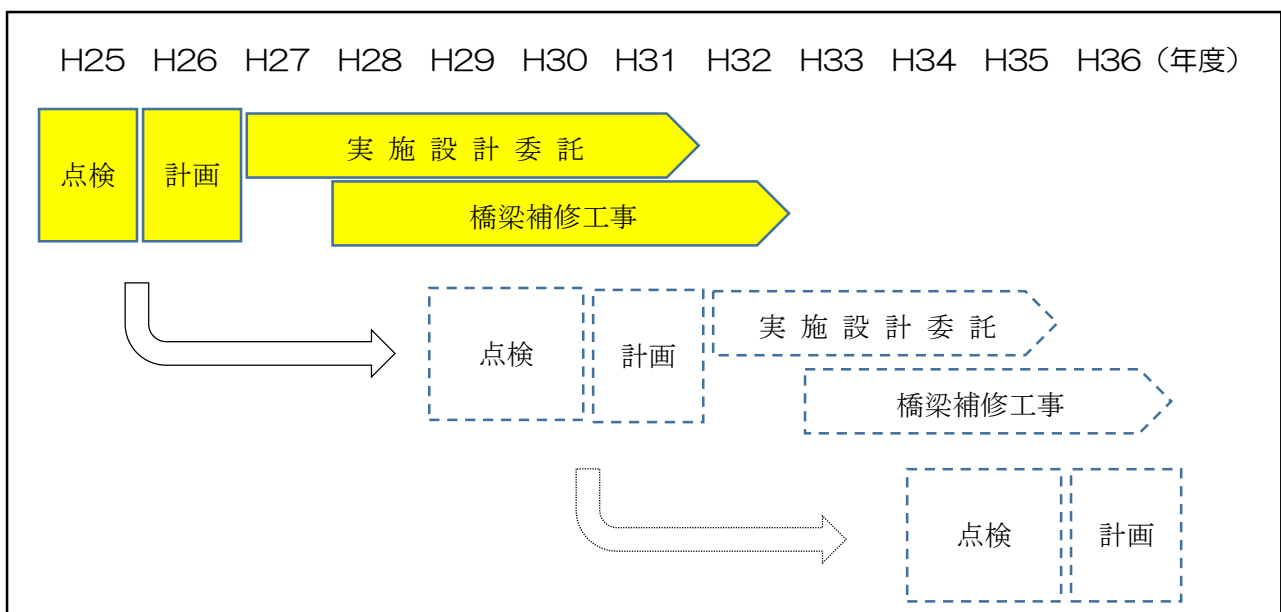 H25 H26 H27 H28 H29 H30 H31 H32 H33 H34 H35 H36（年度）
点検
計画
実 施 設 計 委 託
橋梁補修工事
点検
計画
実 施 設 計 委 託
橋梁補修工事
点検
計画